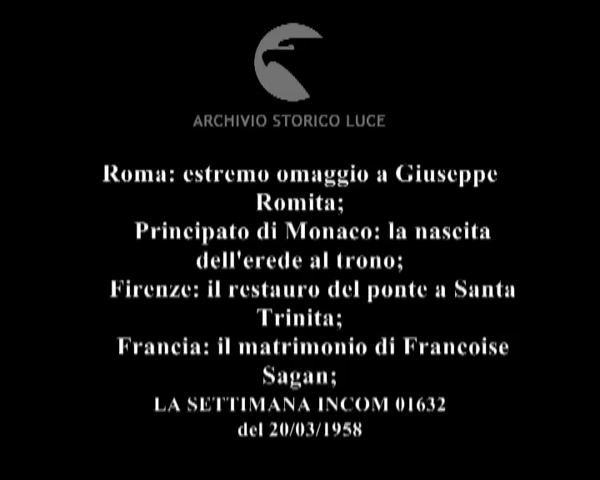 ARCHIVIO STORICO LUCE
Roma: estremo omaggio a Giuseppe
Romita;
Principato di Monaco: la nascita
dell'erede al trono;
Firenze: il restauro del ponte a Santa
Trinita;
Francia: il matrimonio di Francoise
Sagan;
LA SETTIMANA INCOM 01632
del 20/03/1958